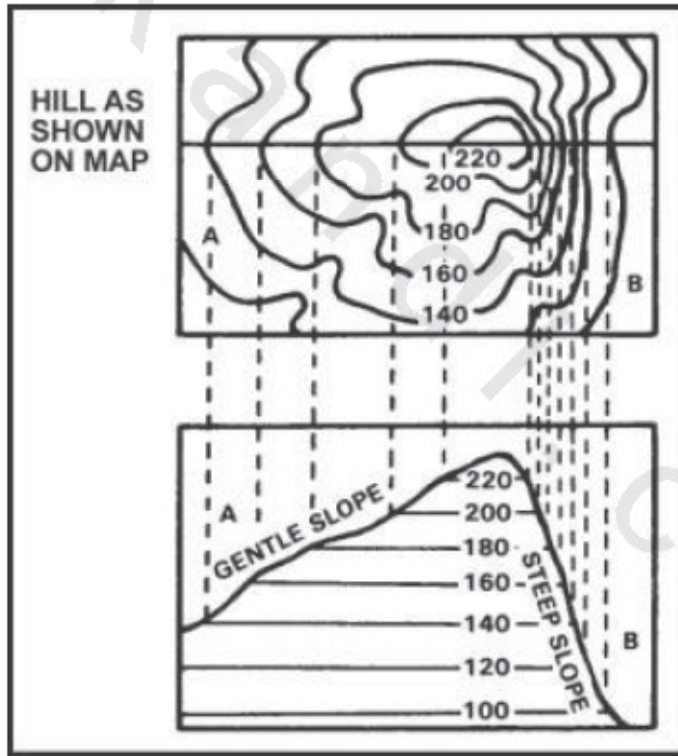 HILL AS
SHOWN
ON MAP
220
200
A
180
160
B
140
220
A
GENTLE SLOPE
200
180
STEEP SLOPE
160
140
B
120
100